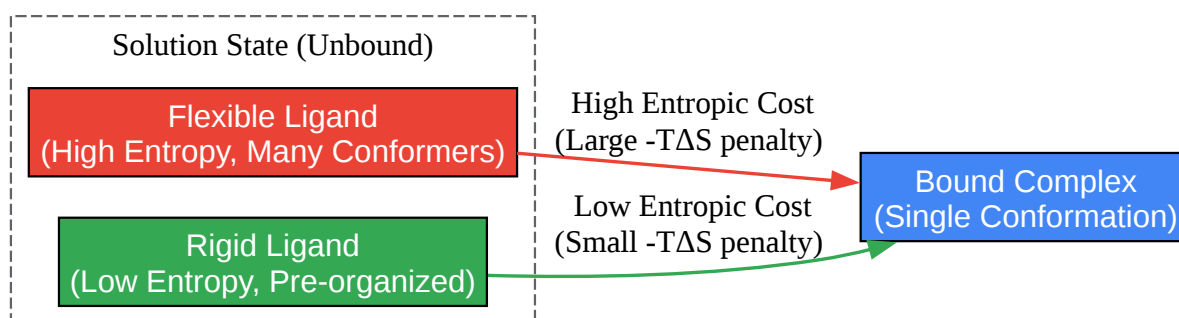 Solution State (Unbound)
Flexible Ligand
(High Entropy, Many Conformers)
High Entropic Cost
(Large -TΔS penalty)
Bound Complex
(Single Conformation)
Rigid Ligand
(Low Entropy, Pre-organized)
Low Entropic Cost
(Small -TΔS penalty)